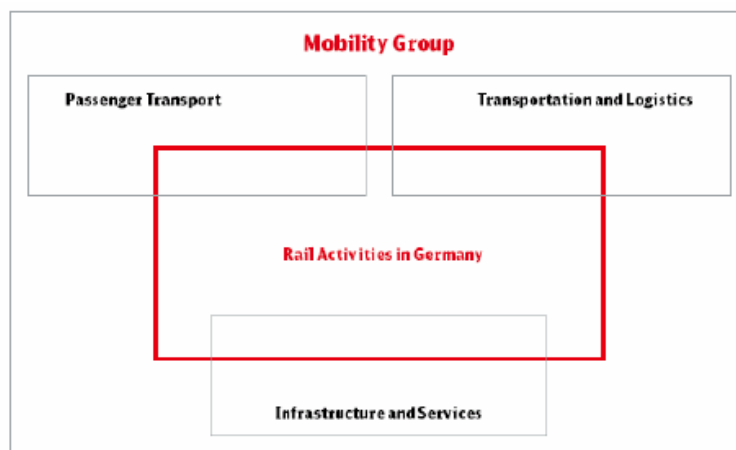 Mobility Group
Passenger Transport
Transportation and Logistics
Rail Activities in Germany
Infrastructure and Services